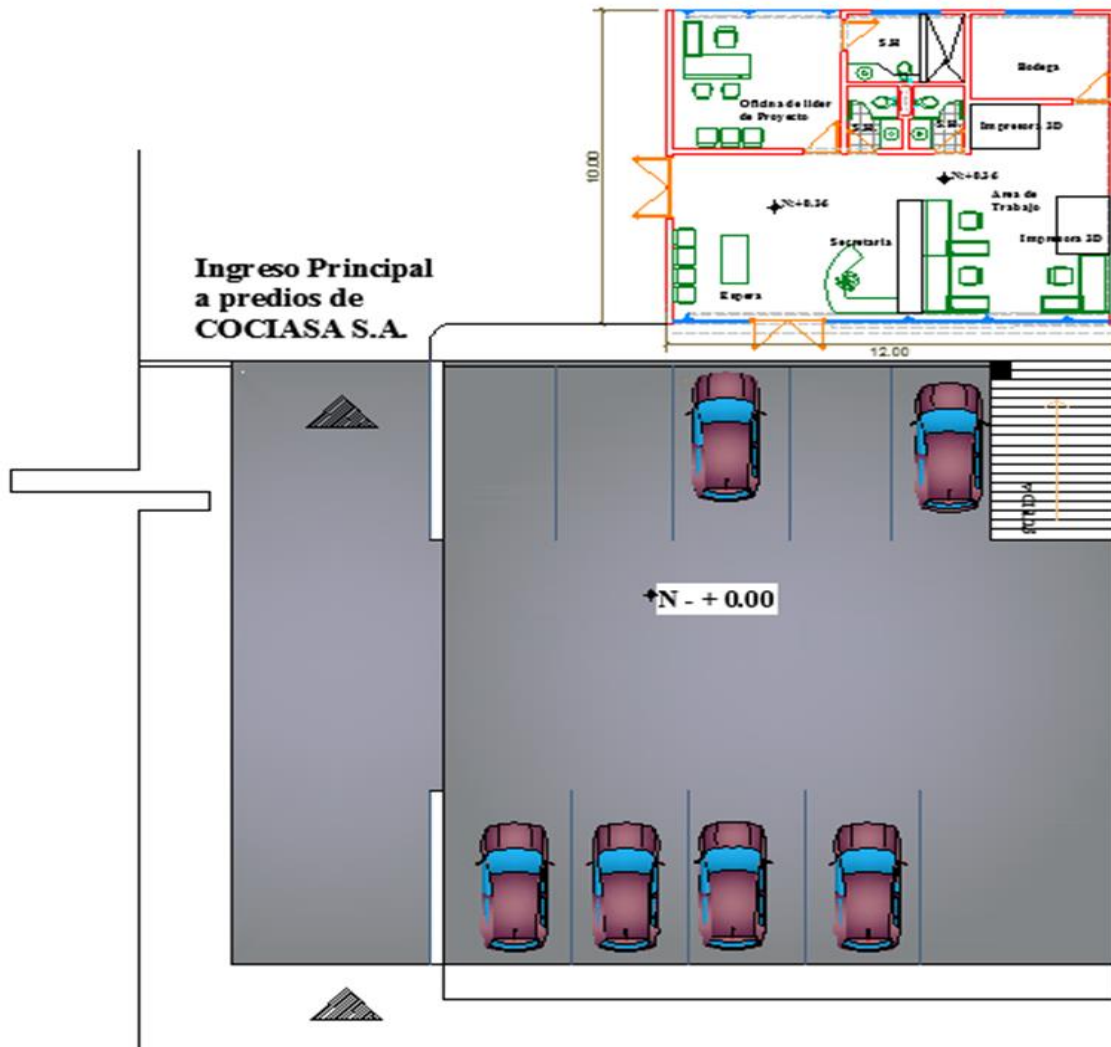 S.H
Bodega
Oficina de lider
de Proyecto
S.H.
S.H.
Impresora 3D
10.00
N:+0.36
N:+0.36
Area de
Trabajo
Secretaria
Impresora 3D
Espera
Ingreso Principal
a predios de
COCIASA S.A.
12.00
N - + 0.00